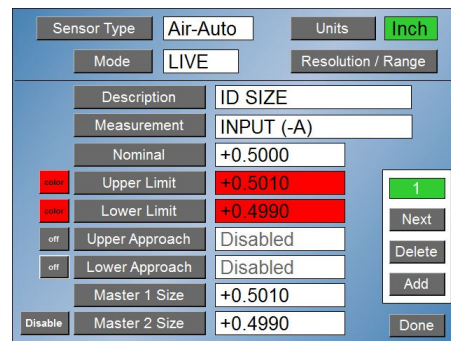 Sensor Type Air-Auto Units Inch
Mode LIVE Resolution / Range
Description ID SIZE
Measurement INPUT (-A)
Nominal +0.5000
color Upper Limit +0.5010 1
color Lower Limit +0.4990 Next
off Upper Approach Disabled Delete
off Lower Approach Disabled Add
Master 1 Size +0.5010
Disable Master 2 Size +0.4990 Done